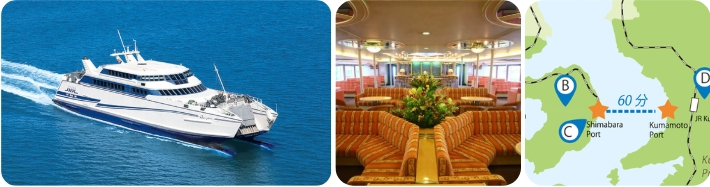 B
D
60 分
C
Shimabara
Port
Kumamoto
Port
JR Ku